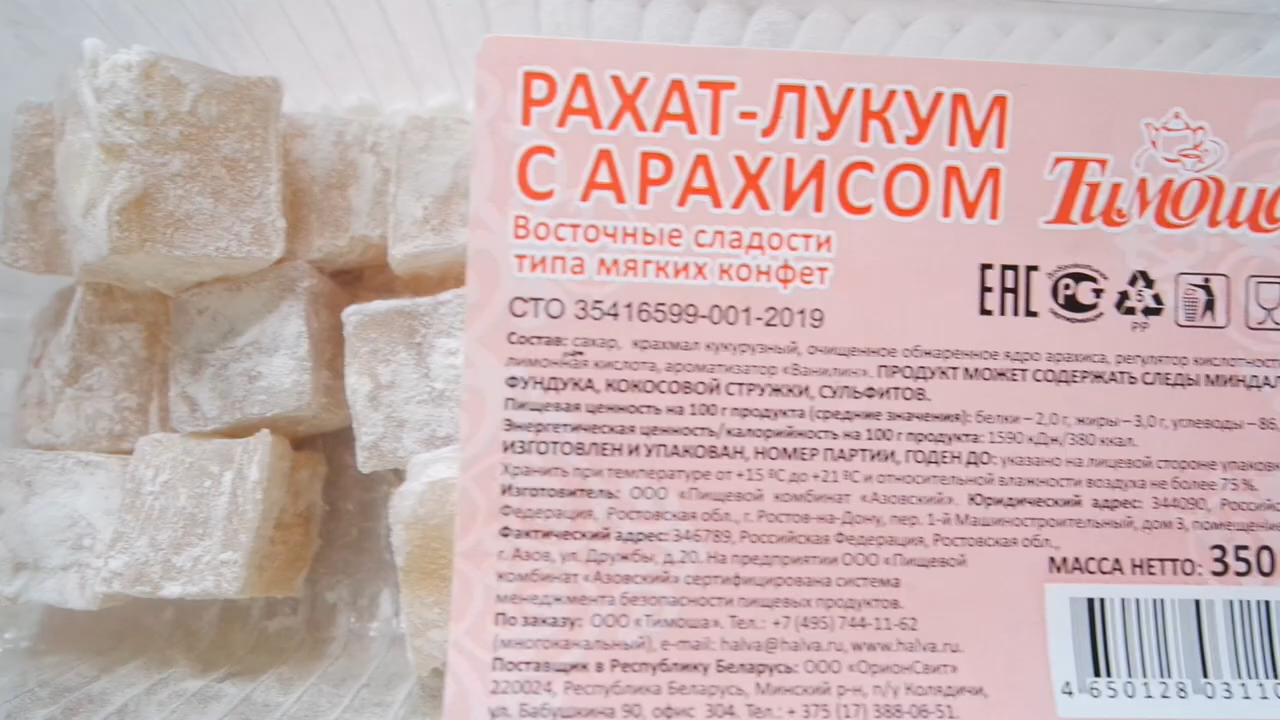 РАХАТ-ЛУКУМ
С АРАХИСОМ
Тимоша
Восточные сладости
типа мягких конфет
EAC
РСТ
5
PP
СТО 35416599-001-2019
Состав: сахар, крахмал кукурузный, очищенное обжаренное ядро арахиса, регулятор кислотност
лимонная кислота, ароматизатор «Ванилин». ПРОДУКТ МОЖЕТ СОДЕРЖАТЬ СЛЕДЫ МИНДАЛ
ФУНДУКА, КОКОСОВОЙ СТРУЖКИ, СУЛЬФИТОВ.
Пищевая ценность на 100 г продукта (средние значения): белки – 2,0 г, жиры – 3,0 г, углеводы – 86
Энергетическая ценность/калорийность на 100 г продукта: 1590 кДж/380 ккал.
ИЗГОТОВЛЕН И УПАКОВАН, НОМЕР ПАРТИИ, ГОДЕН ДО: указано на лицевой стороне упаковк
Хранить при температуре от +15 ºС до +21 ºС и относительной влажности воздуха не более 75 %.
Изготовитель: ООО «Пищевой комбинат «Азовский». Юридический адрес: 344090, Российс
Федерация, Ростовская обл., г. Ростов-на-Дону, пер. 1-й Машиностроительный, дом 3, помещение
Фактический адрес: 346789, Российская Федерация, Ростовская обл.,
г. Азов, ул. Дружбы, д.20. На предприятии ООО «Пищевой
комбинат «Азовский» сертифицирована система
менеджмента безопасности пищевых продуктов.
МАССА НЕТТО: 350
По заказу: ООО «Тимоша». Тел.: +7 (495) 744-11-62
(многоканальный), e-mail: halva@halva.ru, www.halva.ru.
Поставщик в Республику Беларусь: ООО «ОрионСвит»
220024, Республика Беларусь, Минский р-н, п/у Колядичи,
ул. Бабушкина 90, офис 304. Тел.: + 375 (17) 388-06-51.
4 650128 03110